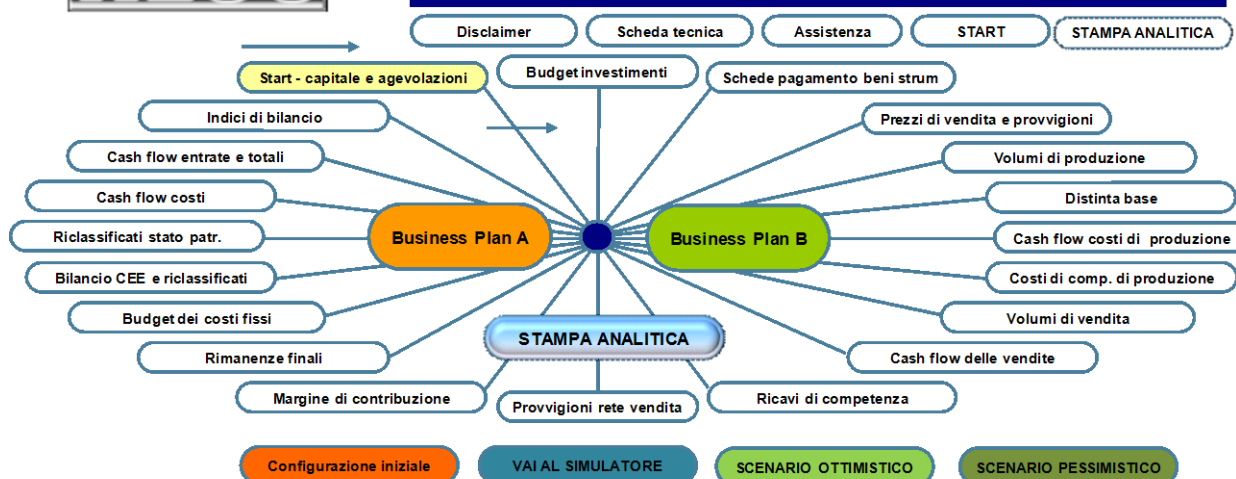 Disclaimer
Scheda tecnica
Assistenza
START
STAMPA ANALITICA
Start - capitale e agevolazioni
Budget investimenti
Schede pagamento beni strum
Indici di bilancio
Prezzi di vendita e provvigioni
Cash flow entrate e totali
Volumi di produzione
Cash flow costi
Distinta base
Riclassificati stato patr.
Business Plan A
Business Plan B
Cash flow costi di produzione
Bilancio CEE e riclassificati
Costi di comp. di produzione
Budget dei costi fissi
Volumi di vendita
STAMPA ANALITICA
Rimanenze finali
Cash flow delle vendite
Margine di contribuzione
Provvigioni rete vendita
Ricavi di competenza
Configurazione iniziale
VAI AL SIMULATORE
SCENARIO OTTIMISTICO
SCENARIO PESSIMISTICO